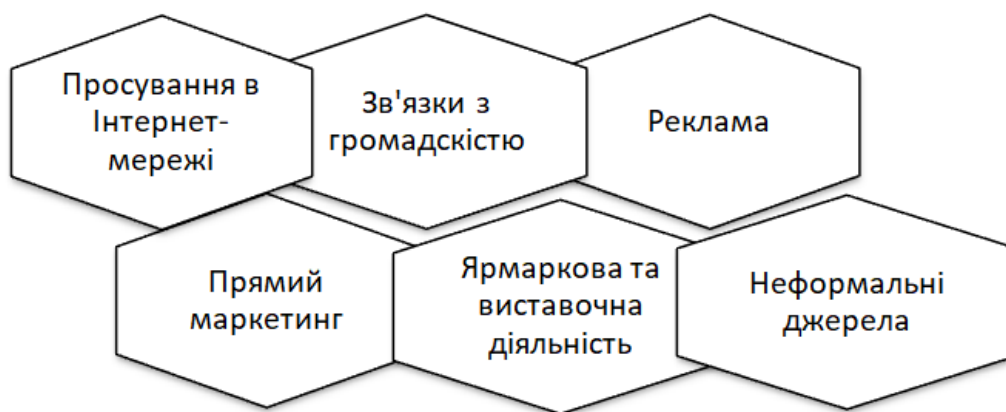 Просування в
Інтернет-
мережі
Зв'язки з
громадскістю
Реклама
Прямий
маркетинг
Ярмаркова та
виставочна
діяльність
Неформальні
джерела